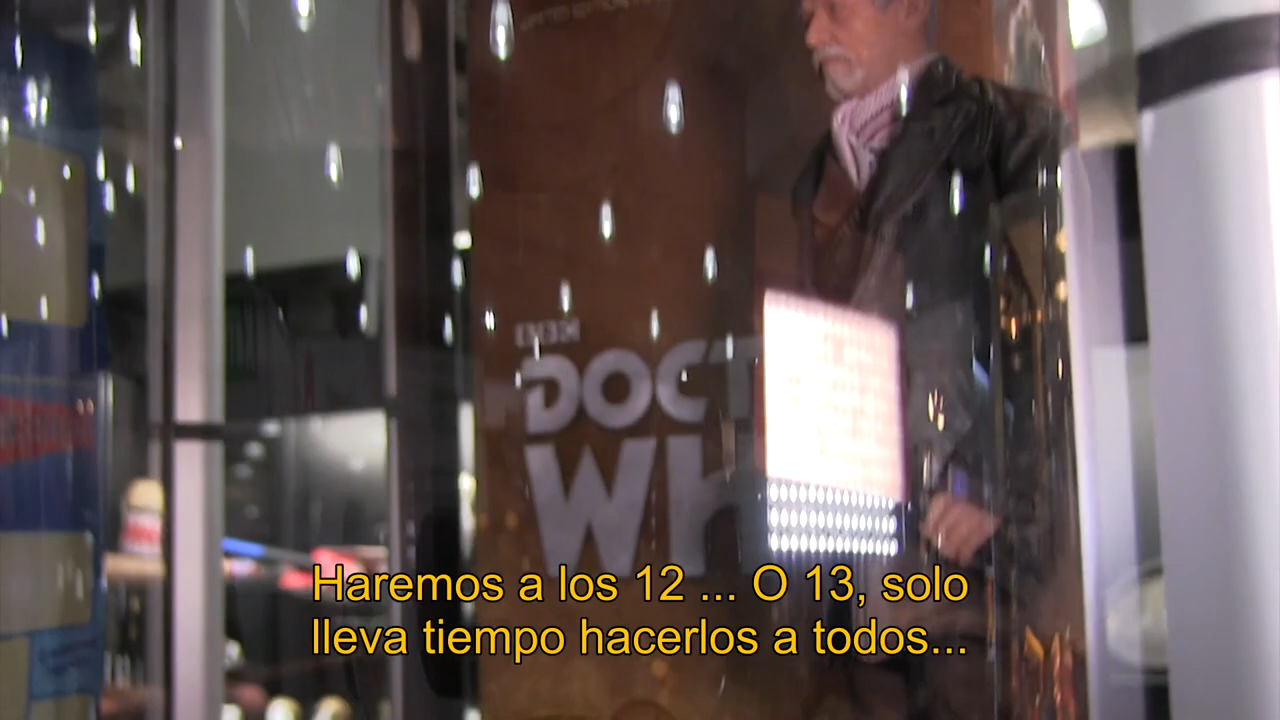 BBC
DOCT
WH
Haremos a los 12 ... O 13, solo
lleva tiempo hacerlos a todos...